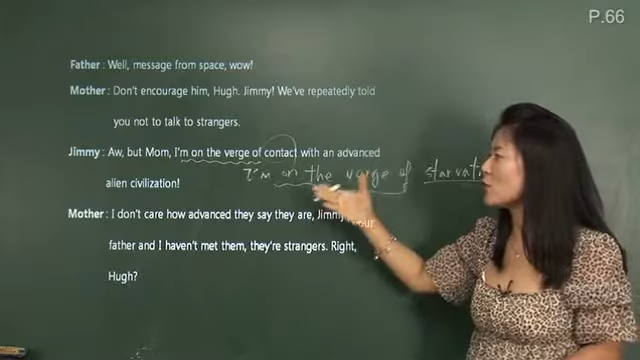 P.66
Father : Well, message from space, wow!
Mother : Don't encourage him, Hugh. Jimmy! We've repeatedly told
you not to talk to strangers.
Jimmy : Aw, but Mom, I'm on the verge of contact with an advanced
I'm on the verge of
alien civilization!
Mother : I don't care how advanced they say they are, Jimmy
father and I haven't met them, they're strangers. Right,
Hugh?